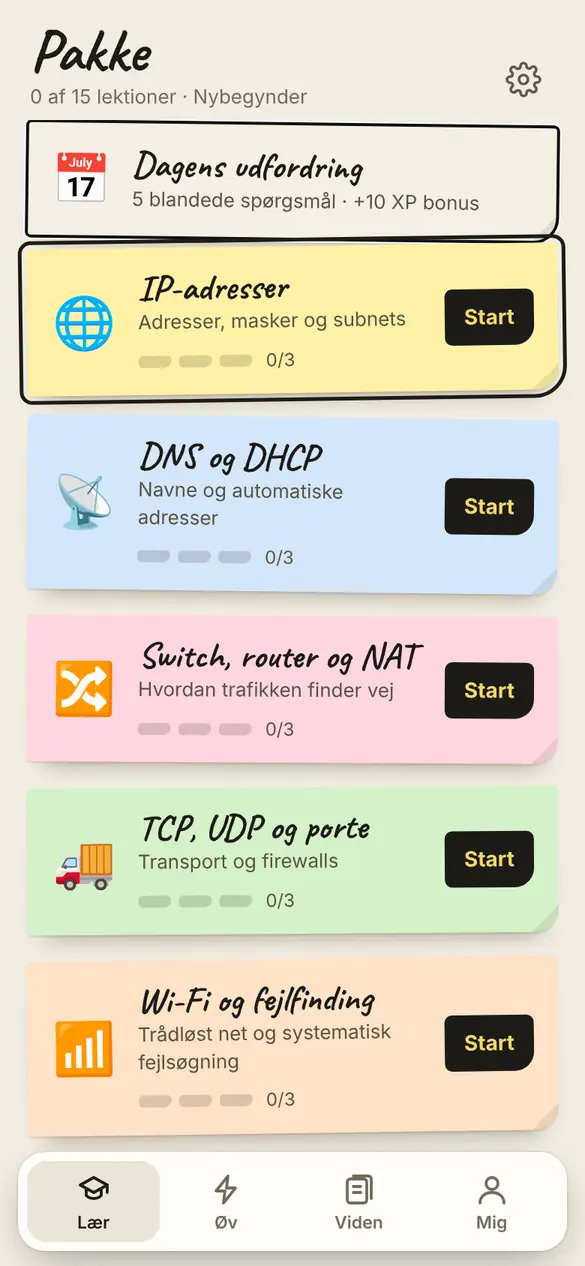 Pakke
0 af 15 lektioner · Nybegynder
July
17
Dagens udfordring
5 blandede spørgsmål · +10 XP bonus
IP-adresser
Adresser, masker og subnets
0/3
Start
DNS og DHCP
Navne og automatiske
adresser
0/3
Start
Switch, router og NAT
Hvordan trafikken finder vej
0/3
Start
TCP, UDP og porte
Transport og firewalls
0/3
Start
Wi-Fi og fejlfinding
Trådløst net og systematisk
fejlsøgning
0/3
Start
Lær
Øv
Viden
Mig